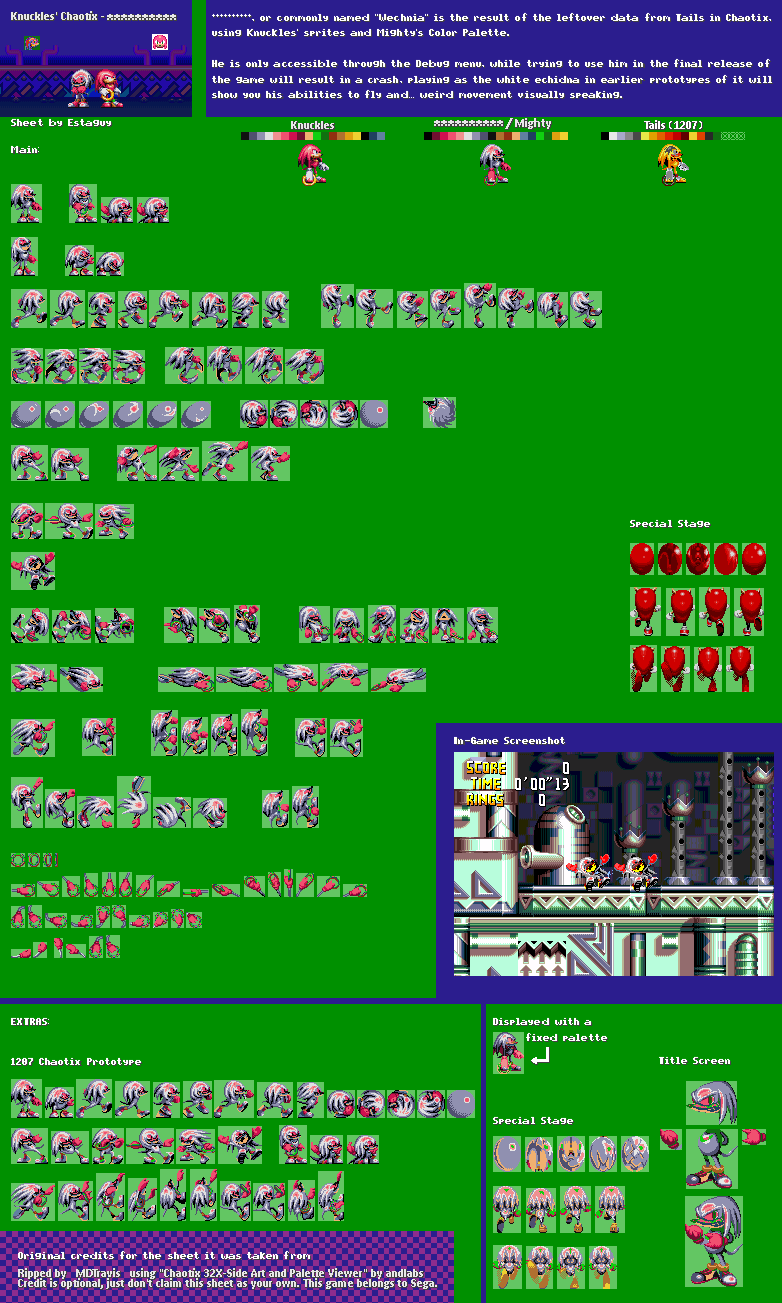 Knuckles' Chaotix - **********
**********, or commonly named "Wechnia" is the result of the leftover data from Tails in Chaotix,
using Knuckles' sprites and Mighty's Color Palette.
He is only accessible through the Debug menu, while trying to use him in the final release of
the game will result in a crash, playing as the white echidna in earlier prototypes of it will
show you his abilities to fly and... weird movement visually speaking.
Sheet by Estaguy
Knuckles
********** / Mighty
Tails (1207)
Main:
Special Stage
In-Game Screenshot
SCORE 0
TIME 0'00"13
RINGS 0
EXTRAS:
1207 Chaotix Prototype
Displayed with a
fixed palette
Title Screen
Special Stage
Original credits for the sheet it was taken from
Ripped by _MDTravis_ using "Chaotix 32X-Side Art and Palette Viewer" by andlabs
Credit is optional, just don't claim this sheet as your own. This game belongs to Sega.